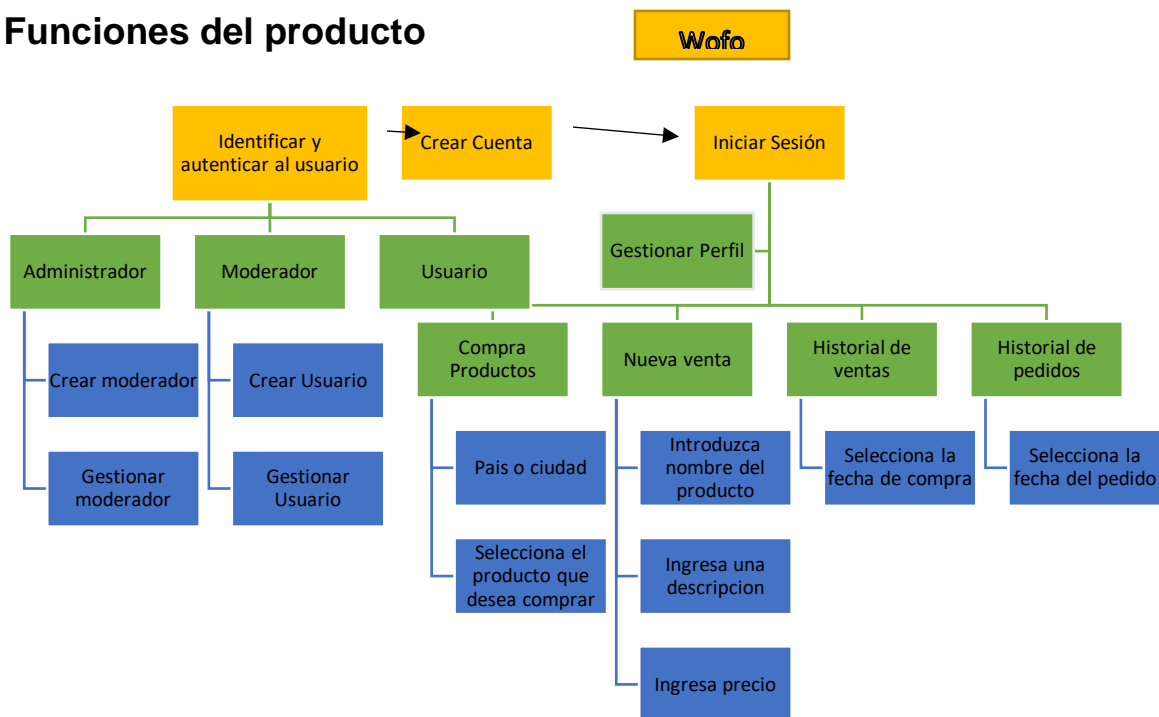 Funciones del producto
Wofo
Identificar y
autenticar al usuario
Crear Cuenta
Iniciar Sesión
Gestionar Perfil
Administrador
Moderador
Usuario
Compra
Productos
Nueva venta
Historial de
ventas
Historial de
pedidos
Crear moderador
Crear Usuario
Gestionar
moderador
Gestionar
Usuario
Pais o ciudad
Introduzca
nombre del
producto
Selecciona la
fecha de compra
Selecciona la
fecha del pedido
Selecciona el
producto que
desea comprar
Ingresa una
descripcion
Ingresa precio